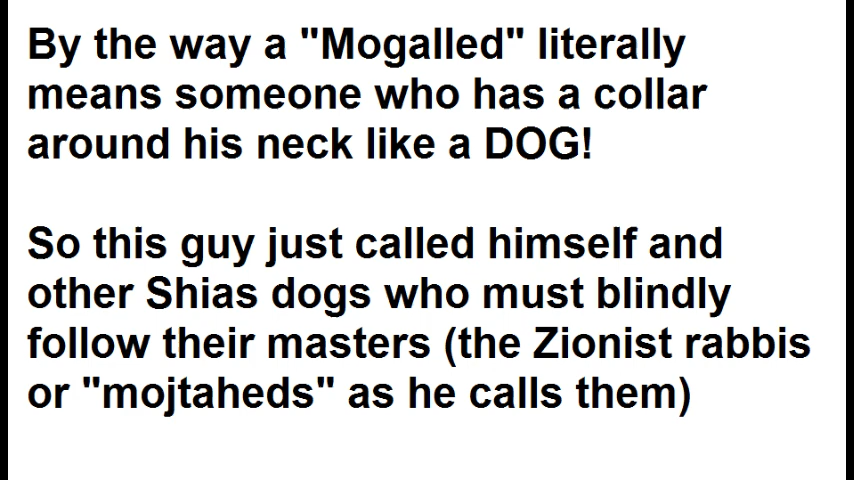 By the way a "Mogalled" literally
means someone who has a collar
around his neck like a DOG!
So this guy just called himself and
other Shias dogs who must blindly
follow their masters (the Zionist rabbis
or "mojtaheds" as he calls them)